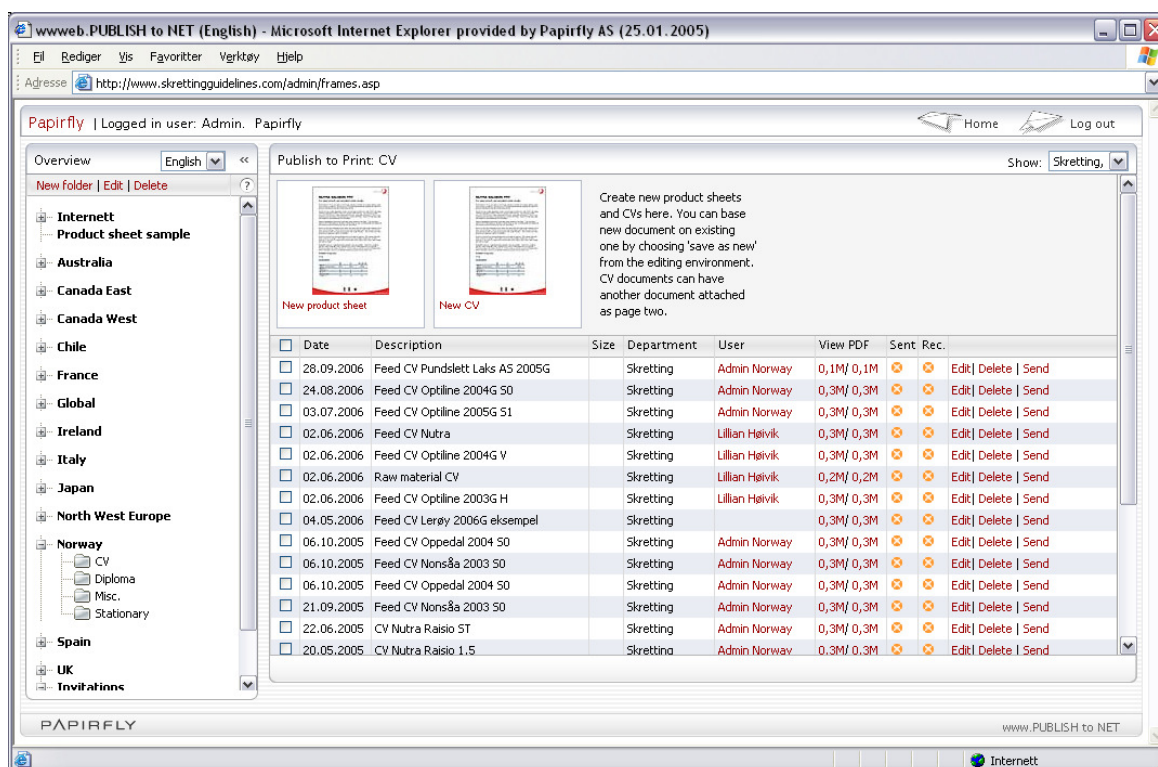 wwweb.PUBLISH to NET (English) - Microsoft Internet Explorer provided by Papirfly AS (25.01.2005)
Fil Rediger Vis Favoritter Verktøy Hjelp
Adresse http://www.skrettingguidelines.com/admin/frames.asp
Papirfly | Logged in user: Admin. Papirfly Home Log out
Overview English «
New folder | Edit | Delete ?
Internett
Product sheet sample
Australia
Canada East
Canada West
Chile
France
Global
Ireland
Italy
Japan
North West Europe
Norway
CV
Diploma
Misc.
Stationary
Spain
UK
Invitations
Publish to Print: CV Show: Skretting,
New product sheet
New CV
Create new product sheets
and CVs here. You can base
new document on existing
one by choosing 'save as new'
from the editing environment.
CV documents can have
another document attached
as page two.
Date Description Size Department User View PDF Sent Rec.
28.09.2006 Feed CV Pundslett Laks AS 2005G Skretting Admin Norway 0,1M/ 0,1M Edit| Delete | Send
24.08.2006 Feed CV Optiline 2004G S0 Skretting Admin Norway 0,3M/ 0,3M Edit| Delete | Send
03.07.2006 Feed CV Optiline 2005G S1 Skretting Admin Norway 0,3M/ 0,3M Edit| Delete | Send
02.06.2006 Feed CV Nutra Skretting Lillian Høivik 0,3M/ 0,3M Edit| Delete | Send
02.06.2006 Feed CV Optiline 2004G V Skretting Lillian Høivik 0,3M/ 0,3M Edit| Delete | Send
02.06.2006 Raw material CV Skretting Lillian Høivik 0,2M/ 0,2M Edit| Delete | Send
02.06.2006 Feed CV Optiline 2003G H Skretting Lillian Høivik 0,3M/ 0,3M Edit| Delete | Send
04.05.2006 Feed CV Lerøy 2006G eksempel Skretting 0,3M/ 0,3M Edit| Delete | Send
06.10.2005 Feed CV Oppedal 2004 S0 Skretting Admin Norway 0,3M/ 0,3M Edit| Delete | Send
06.10.2005 Feed CV Nonsåa 2003 S0 Skretting Admin Norway 0,3M/ 0,3M Edit| Delete | Send
06.10.2005 Feed CV Oppedal 2004 S0 Skretting Admin Norway 0,3M/ 0,3M Edit| Delete | Send
21.09.2005 Feed CV Nonsåa 2003 S0 Skretting Admin Norway 0,3M/ 0,3M Edit| Delete | Send
22.06.2005 CV Nutra Raisio ST Skretting Admin Norway 0,3M/ 0,3M Edit| Delete | Send
20.05.2005 CV Nutra Raisio 1.5 Skretting Admin Norway 0.3M/ 0.3M Edit| Delete | Send
PAPIRFLY www.PUBLISH to NET
Internett